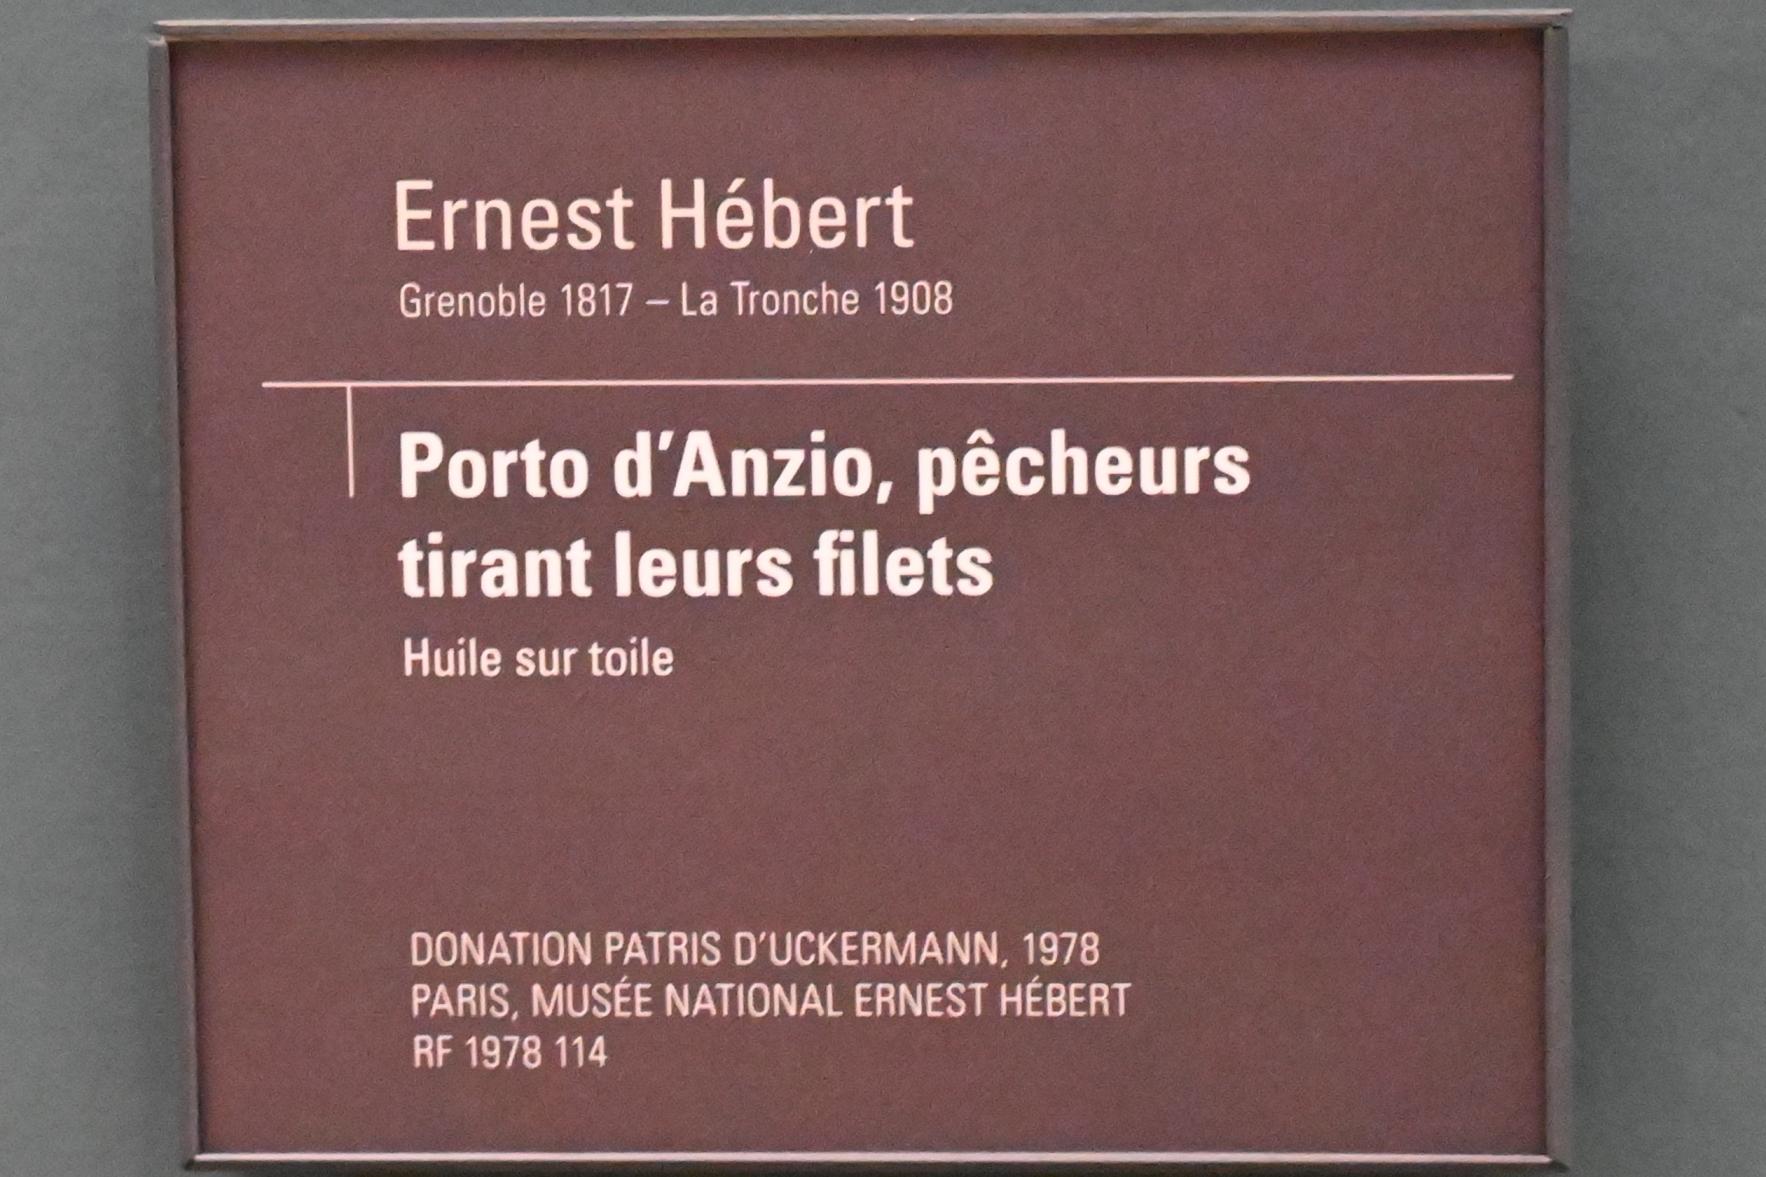 Ernest Hébert
Grenoble 1817 – La Tronche 1908
Porto d'Anzio, pêcheurs
tirant leurs filets
Huile sur toile
DONATION PATRIS D'UCKERMANN, 1978
PARIS, MUSÉE NATIONAL ERNEST HÉBERT
RF 1978 114